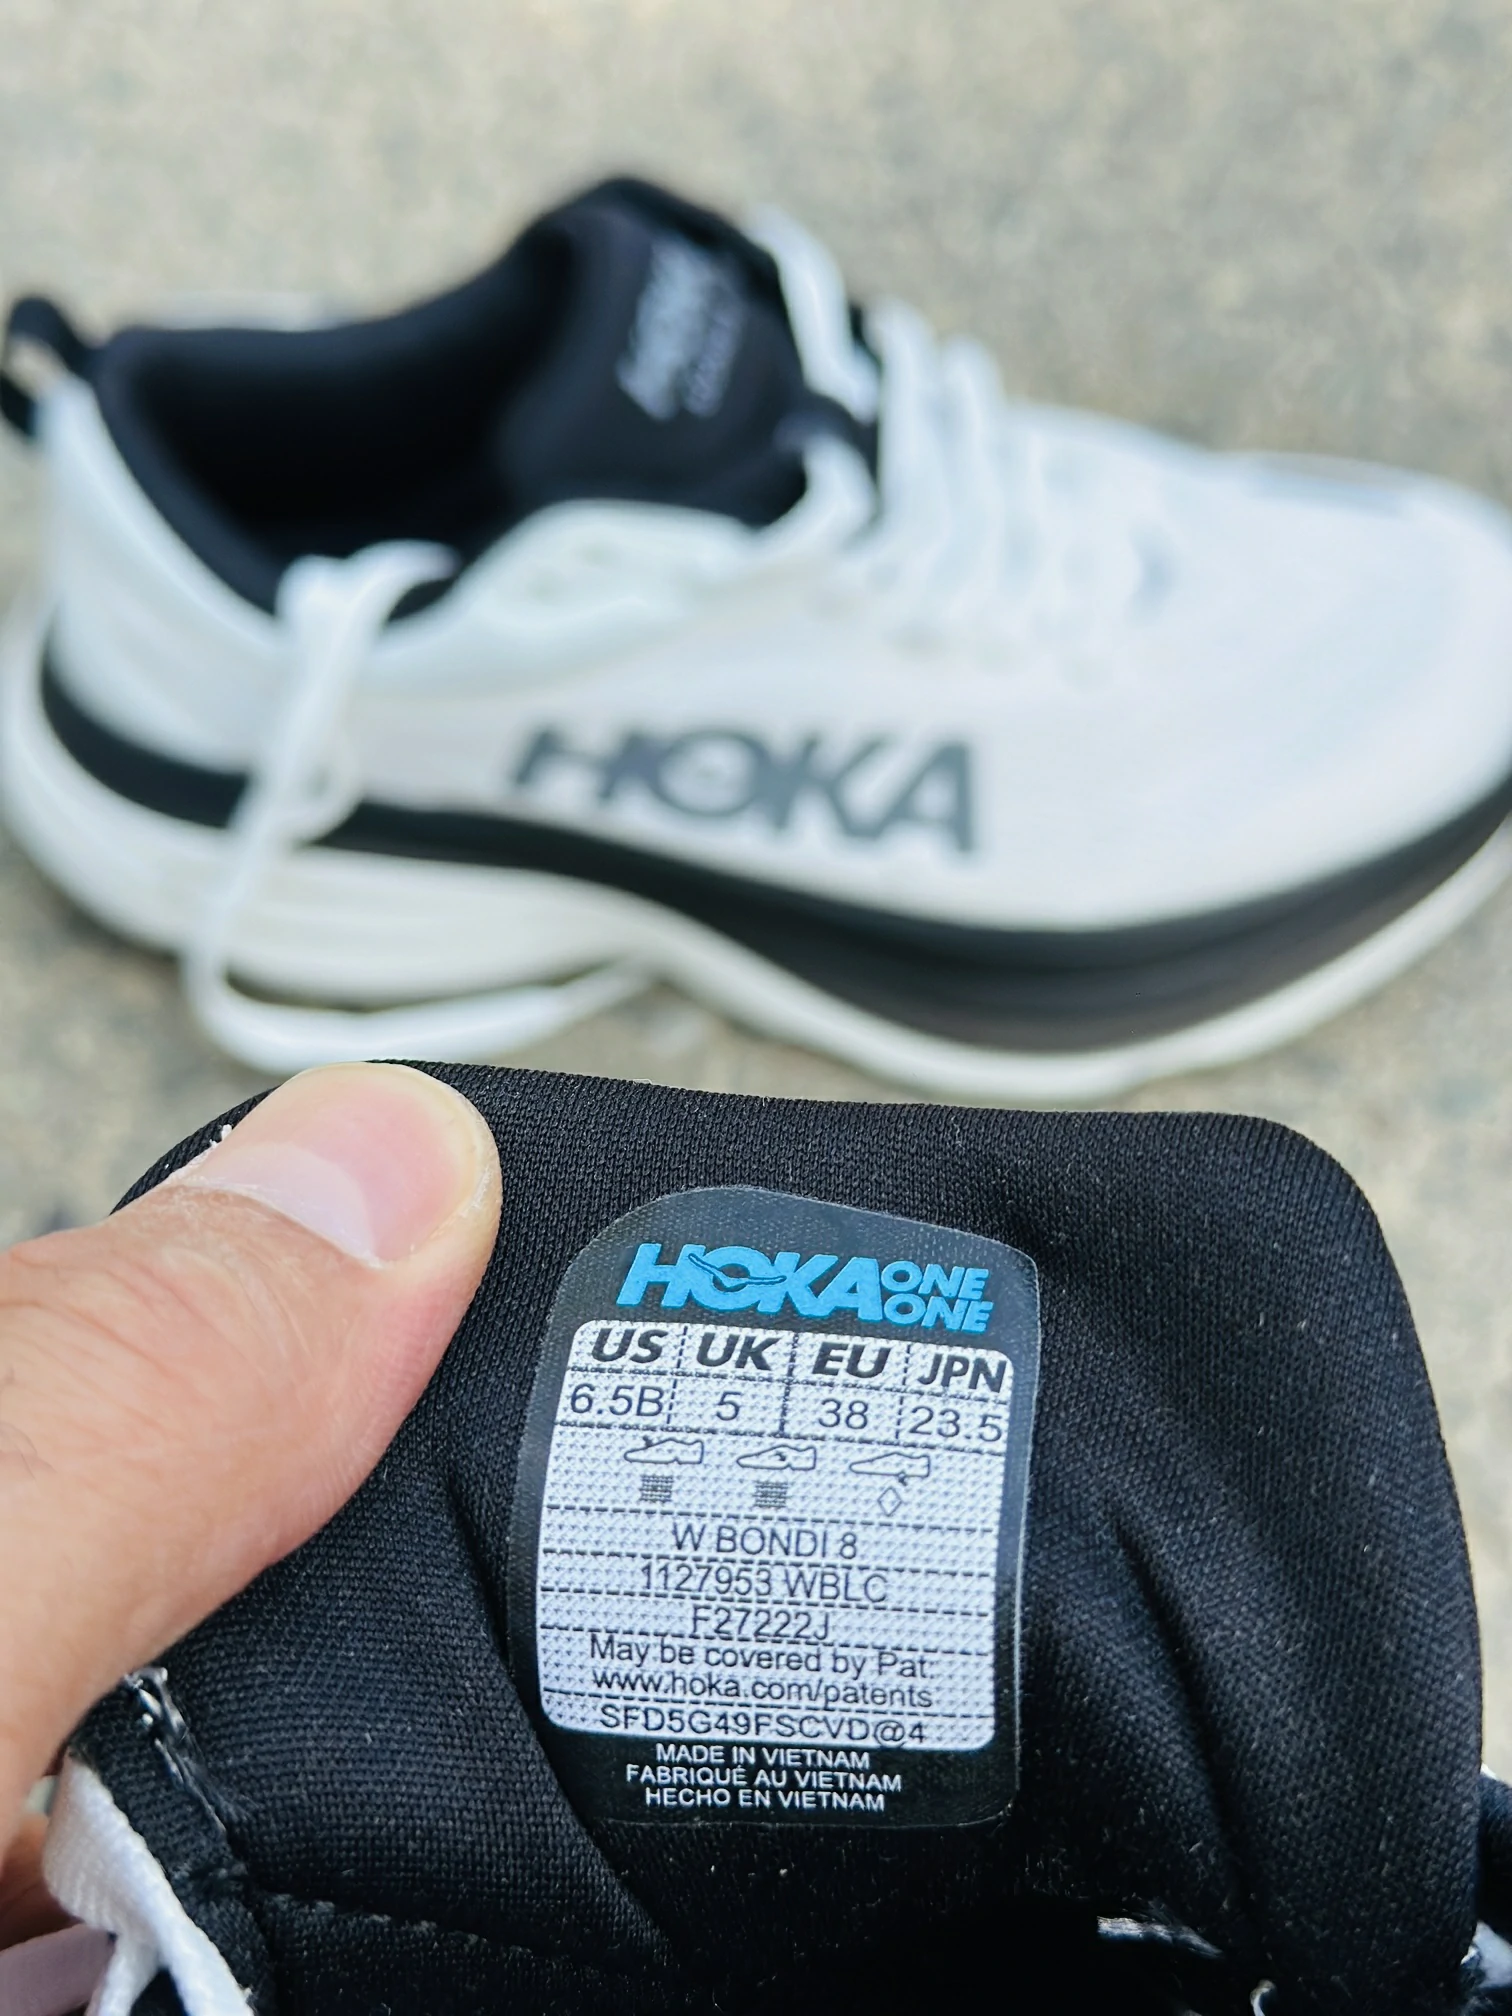 HOKA
HOKA ONE ONE
US UK EU JPN
6.5B 5 38 23.5
W BONDI 8
1127953 WBLC
F27222J
May be covered by Pat:
www.hoka.com/patents
SFD5G49FSCVD@4
MADE IN VIETNAM
FABRIQUÉ AU VIETNAM
HECHO EN VIETNAM